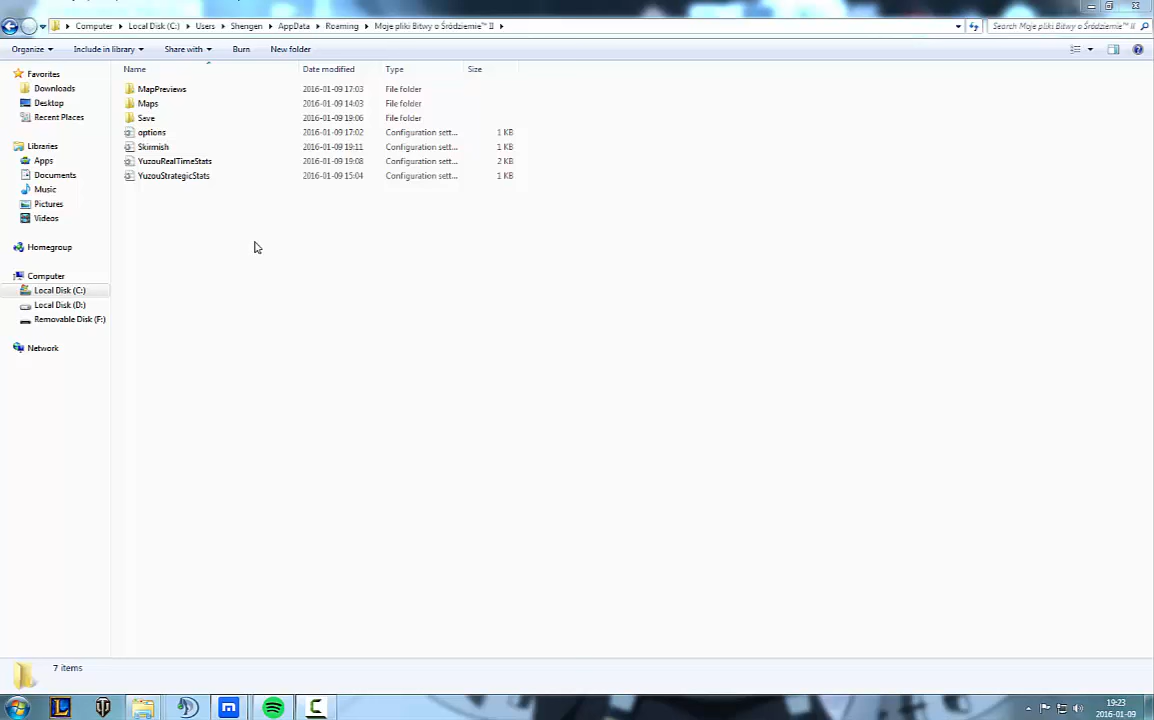 Computer Local Disk (C:) Users Shengen AppData Roaming Moje pliki Bitwy o Śródziemie™ II Search Moje pliki Bitwy o Śródziemie™ II
Organize Include in library Share with Burn New folder
Name Date modified Type Size
MapPreviews 2016-01-09 17:03 File folder
Maps 2016-01-09 14:03 File folder
Save 2016-01-09 19:06 File folder
options 2016-01-09 17:02 Configuration sett... 1 KB
Skirmish 2016-01-09 19:11 Configuration sett... 1 KB
YuzouRealTimeStats 2016-01-09 19:08 Configuration sett... 2 KB
YuzouStrategicStats 2016-01-09 15:04 Configuration sett... 1 KB
Favorites
Downloads
Desktop
Recent Places
Libraries
Apps
Documents
Music
Pictures
Videos
Homegroup
Computer
Local Disk (C:)
Local Disk (D:)
Removable Disk (F:)
Network
7 items
L
m
C
19:23
2016-01-09